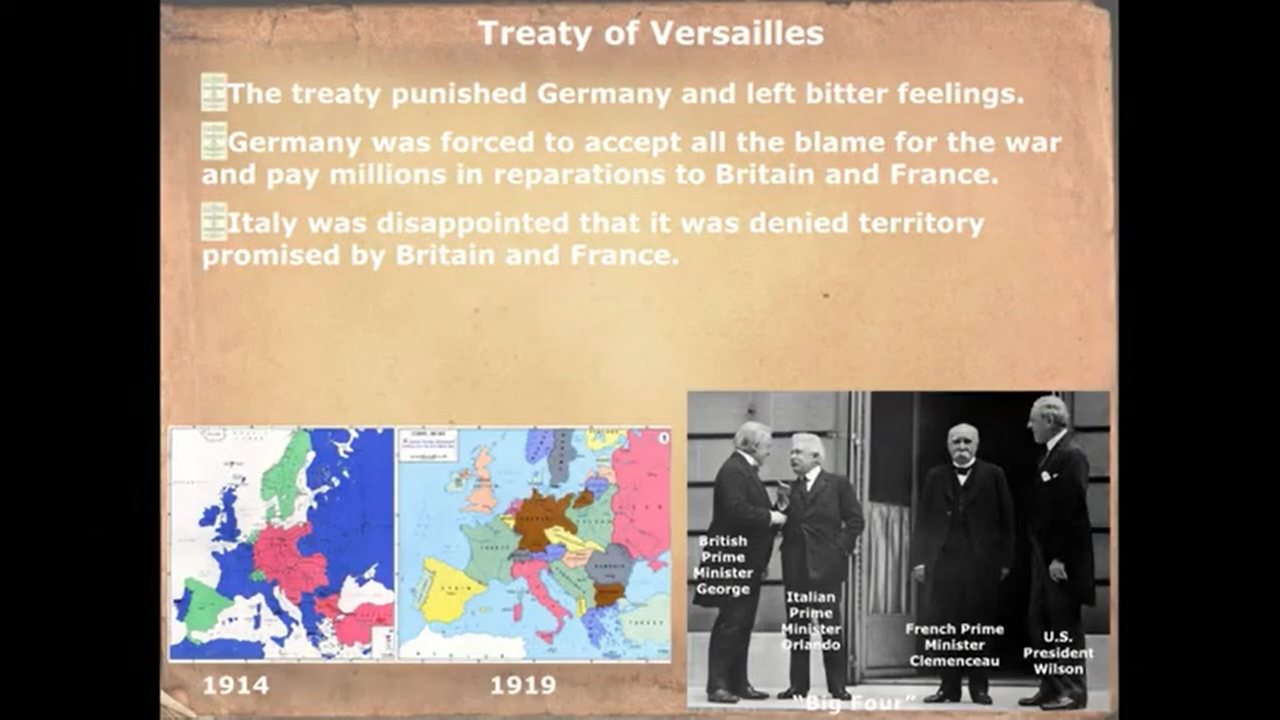 Treaty of Versailles
The treaty punished Germany and left bitter feelings.
Germany was forced to accept all the blame for the war
and pay millions in reparations to Britain and France.
Italy was disappointed that it was denied territory
promised by Britain and France.
British
Prime
Minister
George
Italian
Prime
Minister
Orlando
French Prime
Minister
Clemenceau
U.S.
President
Wilson
"Big Four"
1914
1919